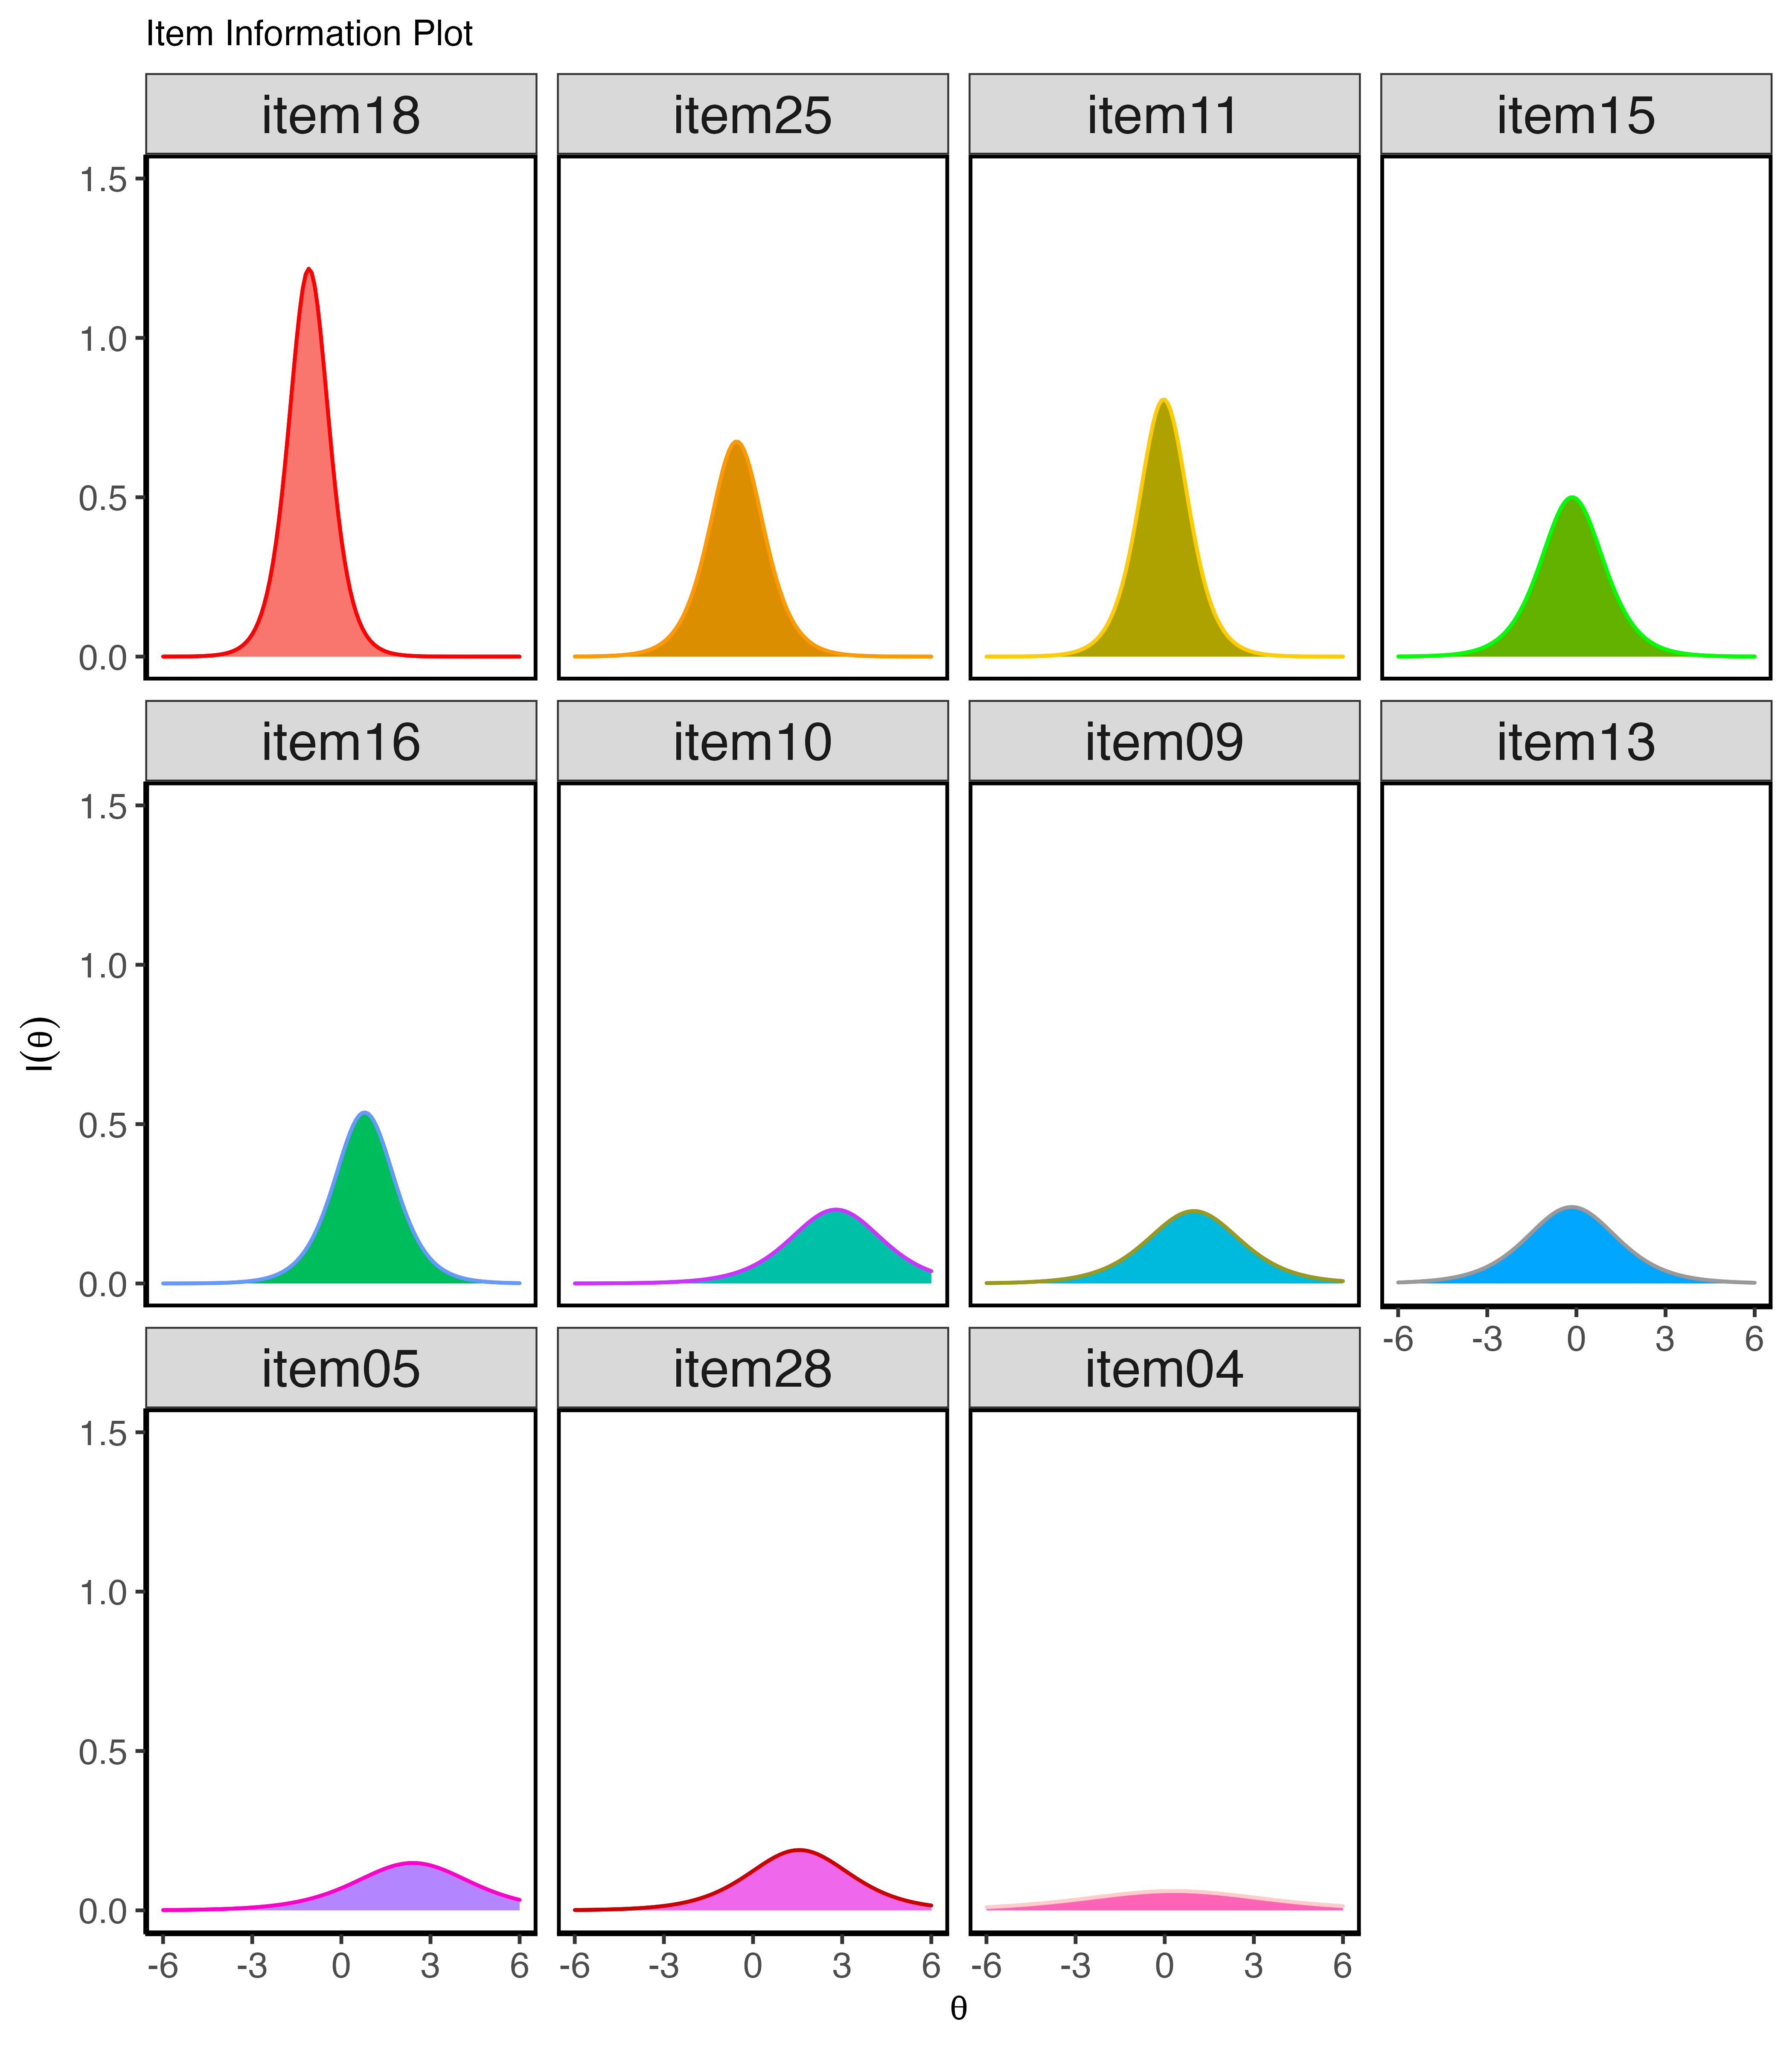 Item Information Plot
item18 item25 item11 item15
1.5
1.0
0.5
0.0
item16 item10 item09 item13
1.5
1.0
0.5
0.0
-6 -3 0 3 6
I(θ)
item05 item28 item04
1.5
1.0
0.5
0.0
-6 -3 0 3 6 -6 -3 0 3 6 -6 -3 0 3 6
θ